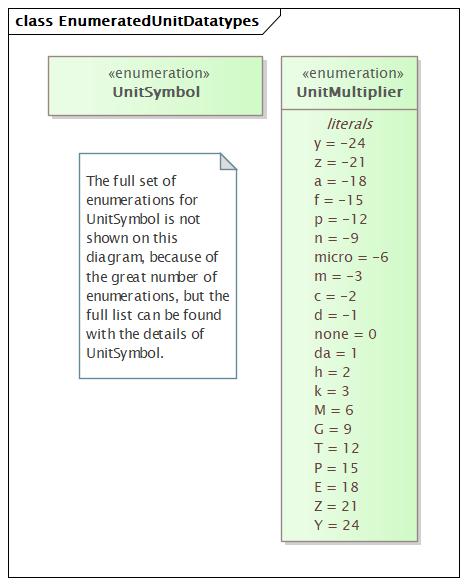 class EnumeratedUnitDatatypes
«enumeration»
UnitSymbol
The full set of
enumerations for
UnitSymbol is not
shown on this
diagram, because of
the great number of
enumerations, but the
full list can be found
with the details of
UnitSymbol.
«enumeration»
UnitMultiplier
literals
y = -24
z = -21
a = -18
f = -15
p = -12
n = -9
micro = -6
m = -3
c = -2
d = -1
none = 0
da = 1
h = 2
k = 3
M = 6
G = 9
T = 12
P = 15
E = 18
Z = 21
Y = 24